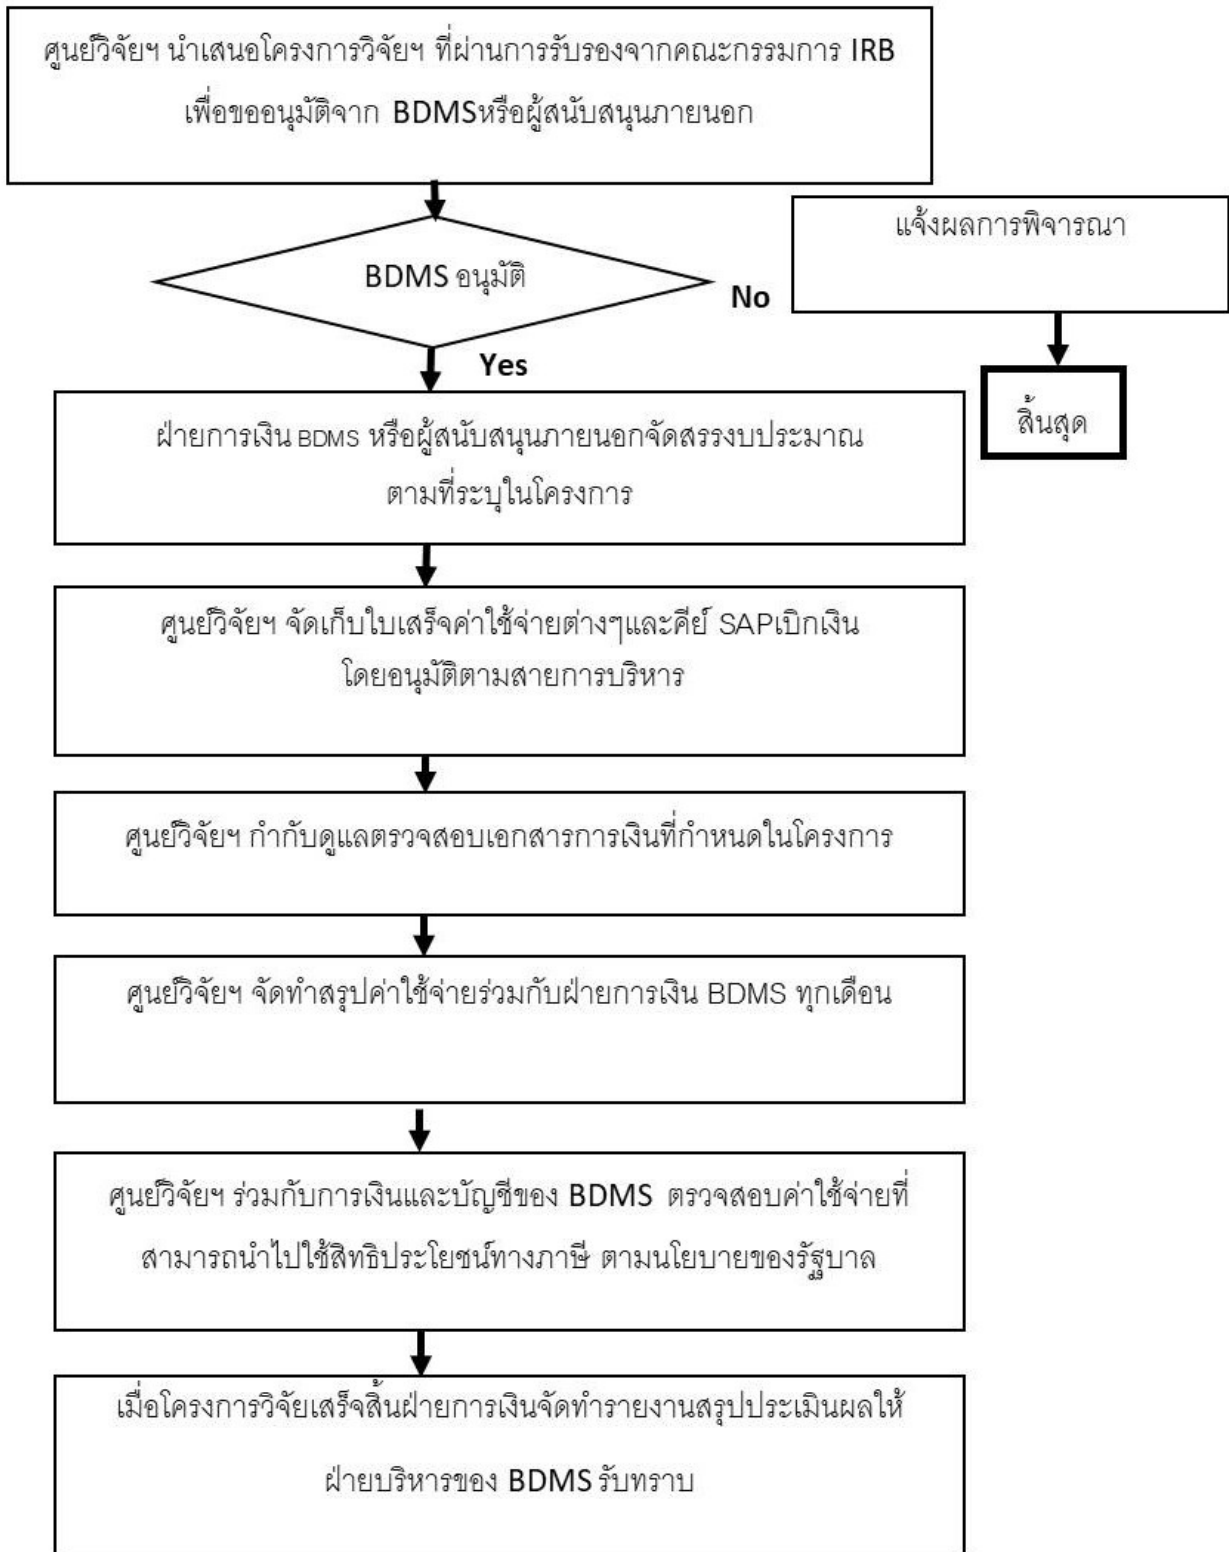 ศูนย์วิจัยฯ นำเสนอโครงการวิจัยฯ ที่ผ่านการรับรองจากคณะกรรมการ IRB
เพื่อขออนุมัติจาก BDMSหรือผู้สนับสนุนภายนอก
แจ้งผลการพิจารณา
BDMS อนุมัติ
No
Yes
สิ้นสุด
ฝ่ายการเงิน BDMS หรือผู้สนับสนุนภายนอกจัดสรรงบประมาณ
ตามที่ระบุในโครงการ
ศูนย์วิจัยฯ จัดเก็บใบเสร็จค่าใช้จ่ายต่างๆและคีย์ SAPเบิกเงิน
โดยอนุมัติตามสายการบริหาร
ศูนย์วิจัยฯ กำกับดูแลตรวจสอบเอกสารการเงินที่กำหนดในโครงการ
ศูนย์วิจัยฯ จัดทำสรุปค่าใช้จ่ายร่วมกับฝ่ายการเงิน BDMS ทุกเดือน
ศูนย์วิจัยฯ ร่วมกับการเงินและบัญชีของ BDMS ตรวจสอบค่าใช้จ่ายที่
สามารถนำไปใช้สิทธิประโยชน์ทางภาษี ตามนโยบายของรัฐบาล
เมื่อโครงการวิจัยเสร็จสิ้นฝ่ายการเงินจัดทำรายงานสรุปประเมินผลให้
ฝ่ายบริหารของ BDMS รับทราบ